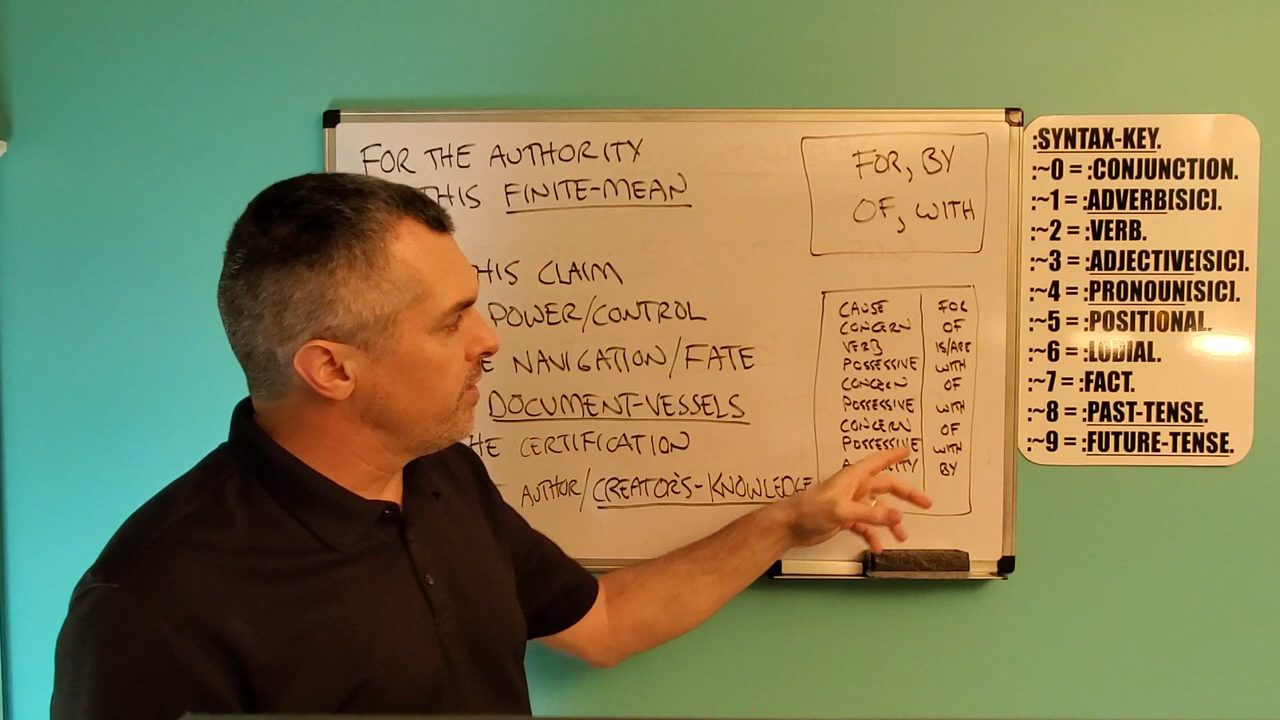 FOR THE AUTHORITY
THIS FINITE-MEAN
THIS CLAIM
POWER/CONTROL
NAVIGATION/FATE
DOCUMENT-VESSELS
THE CERTIFICATION
AUTHOR/CREATOR'S-KNOWLEDGE
FOR, BY
OF, WITH
CAUSE FOR
CONCERN OF
VERB IS/ARE
POSSESSIVE WITH
CONCERN OF
POSSESSIVE WITH
CONCERN OF
POSSESSIVE WITH
BY
:SYNTAX-KEY.
:~0 = :CONJUNCTION.
:~1 = :ADVERB[SIC].
:~2 = :VERB.
:~3 = :ADJECTIVE[SIC].
:~4 = :PRONOUN[SIC].
:~5 = :POSITIONAL.
:~6 = :LODIAL.
:~7 = :FACT.
:~8 = :PAST-TENSE.
:~9 = :FUTURE-TENSE.